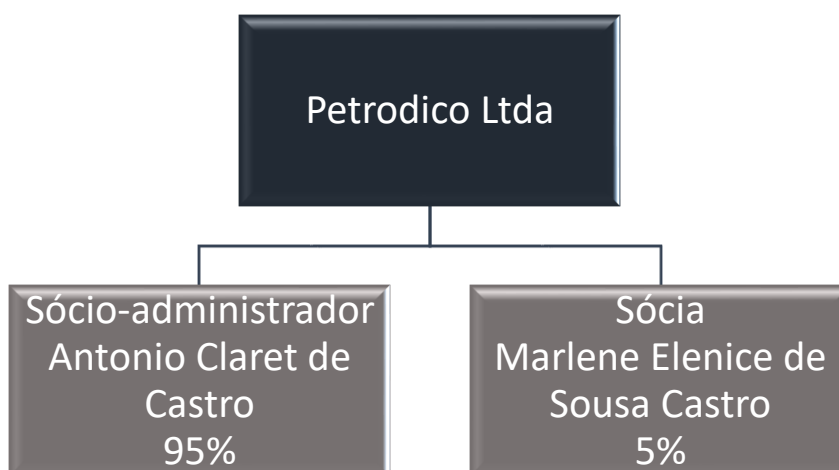 Petrodico Ltda
Sócio-administrador
Antonio Claret de
Castro
95%
Sócia
Marlene Elenice de
Sousa Castro
5%